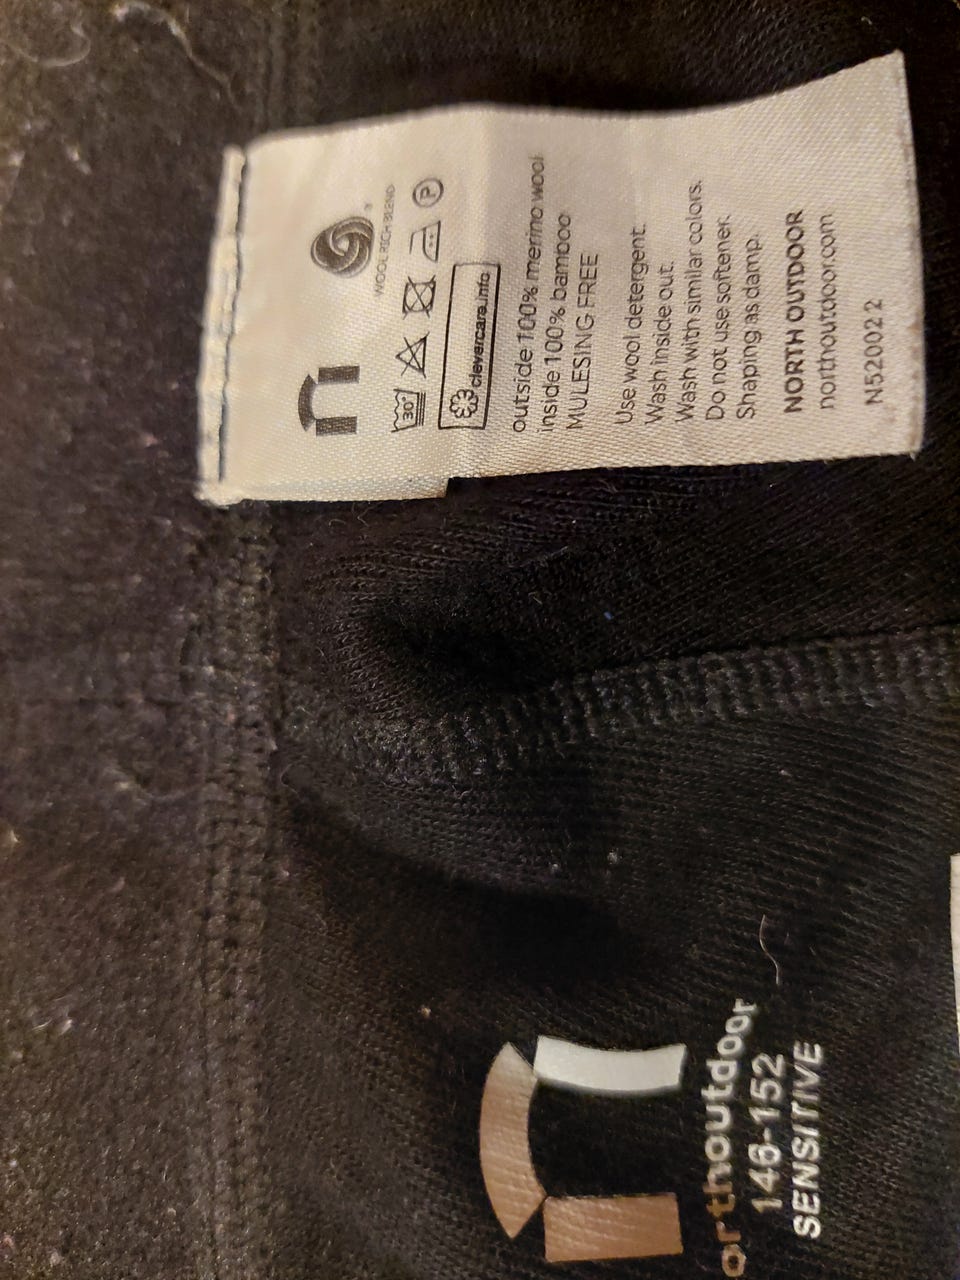 WOOL RICH BLEND
30°
P
clevercare.info
outside 100% merino wool
inside 100% bamboo
MULESING FREE
Use wool detergent.
Wash inside out.
Wash with similar colors.
Do not use softener.
Shaping as damp.
NORTH OUTDOOR
northoutdoor.com
N520022
orthoutdoor
146-152
SENSITIVE